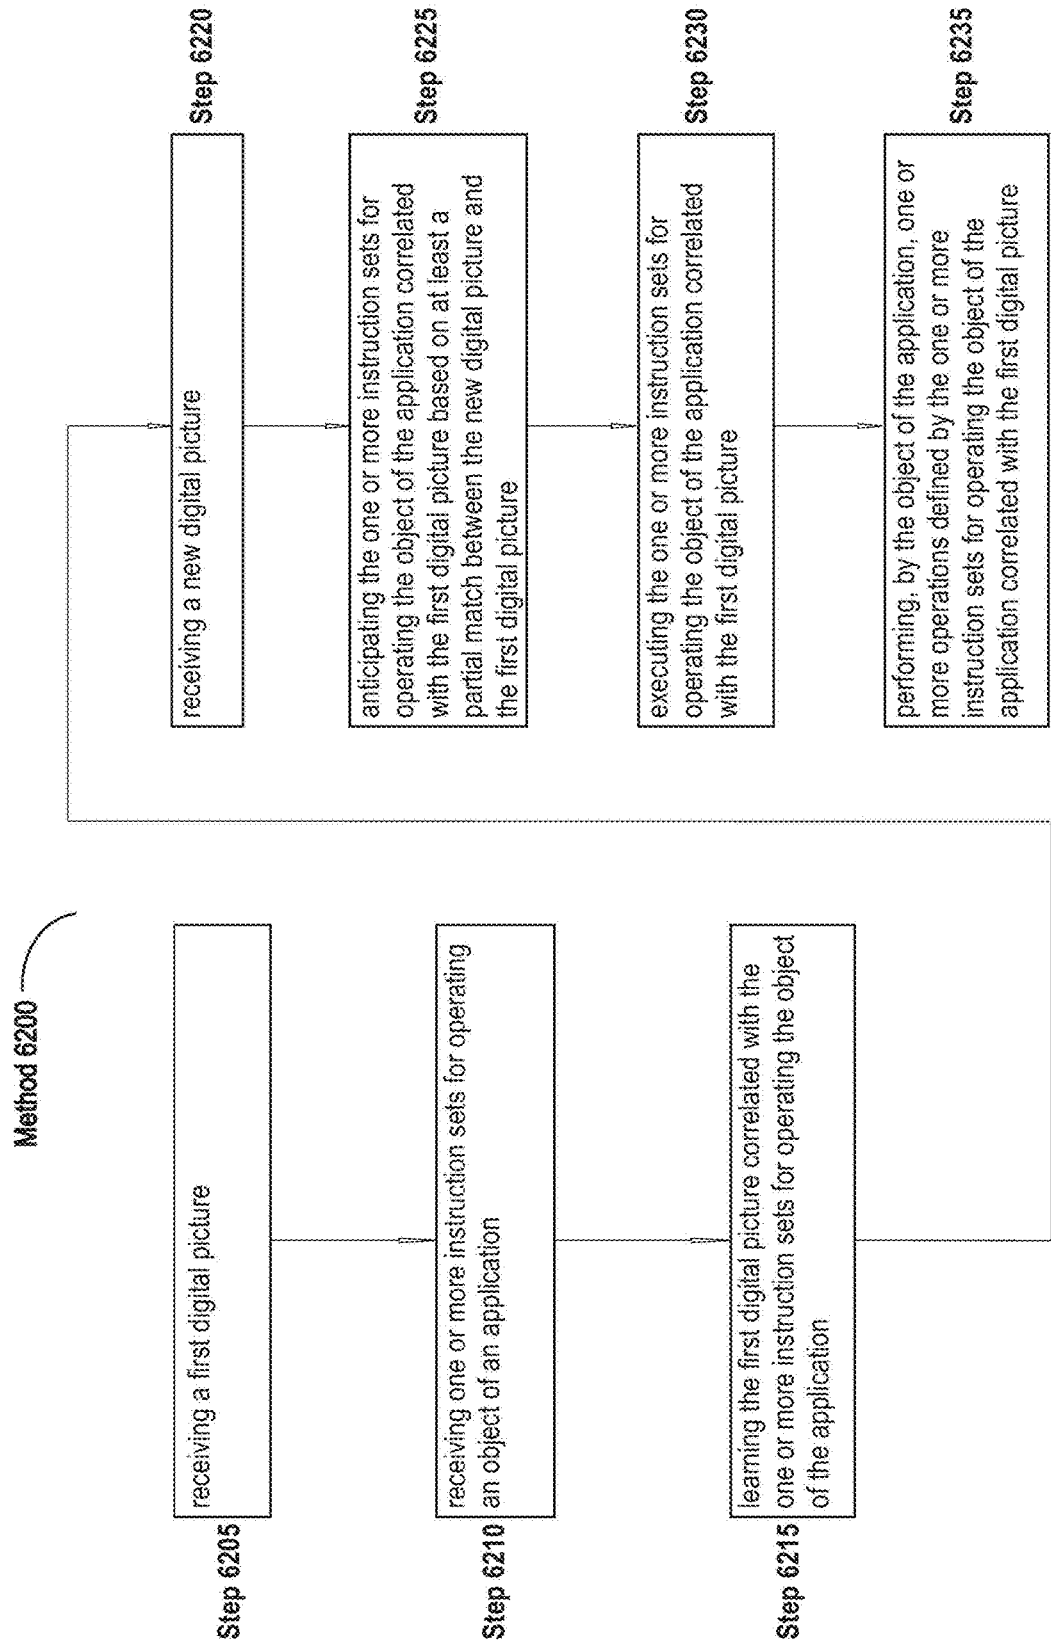 Method 6200
Step 6205
receiving a first digital picture
Step 6210
receiving one or more instruction sets for operating
an object of an application
Step 6215
learning the first digital picture correlated with the
one or more instruction sets for operating the object
of the application
receiving a new digital picture
Step 6220
anticipating the one or more instruction sets for
operating the object of the application correlated
with the first digital picture based on at least a
partial match between the new digital picture and
the first digital picture
Step 6225
executing the one or more instruction sets for
operating the object of the application correlated
with the first digital picture
Step 6230
performing, by the object of the application, one or
more operations defined by the one or more
instruction sets for operating the object of the
application correlated with the first digital picture
Step 6235